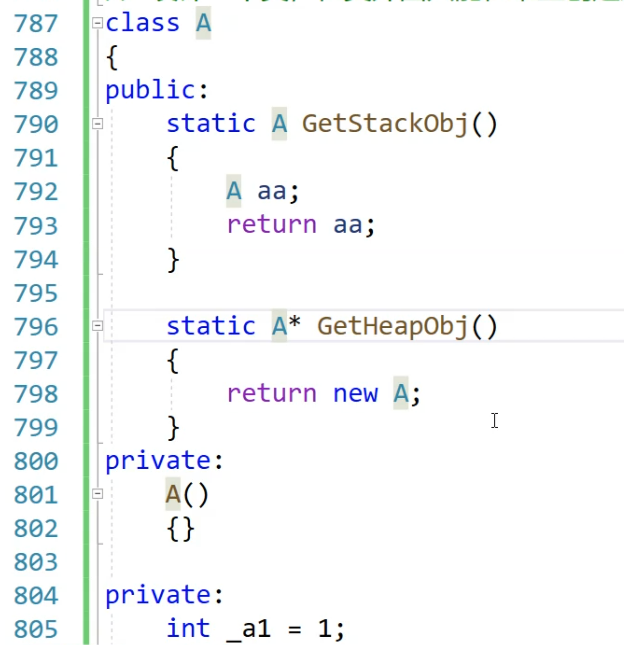 787 class A
788 {
789 public:
790     static A GetStackObj()
791     {
792         A aa;
793         return aa;
794     }
795
796     static A* GetHeapObj()
797     {
798         return new A;
799     }
800 private:
801     A()
802     {}
803
804 private:
805     int _a1 = 1;